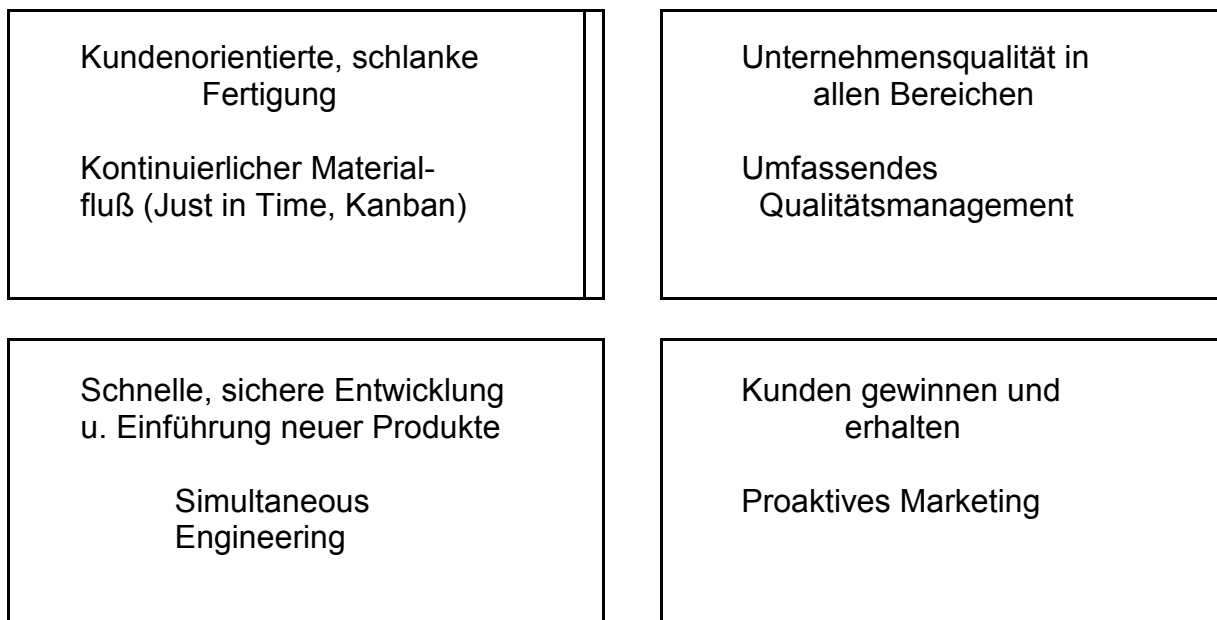 Kundenorientierte, schlanke
Fertigung
Kontinuierlicher Material-
fluß (Just in Time, Kanban)
Unternehmensqualität in
allen Bereichen
Umfassendes
Qualitätsmanagement
Schnelle, sichere Entwicklung
u. Einführung neuer Produkte
Simultaneous
Engineering
Kunden gewinnen und
erhalten
Proaktives Marketing